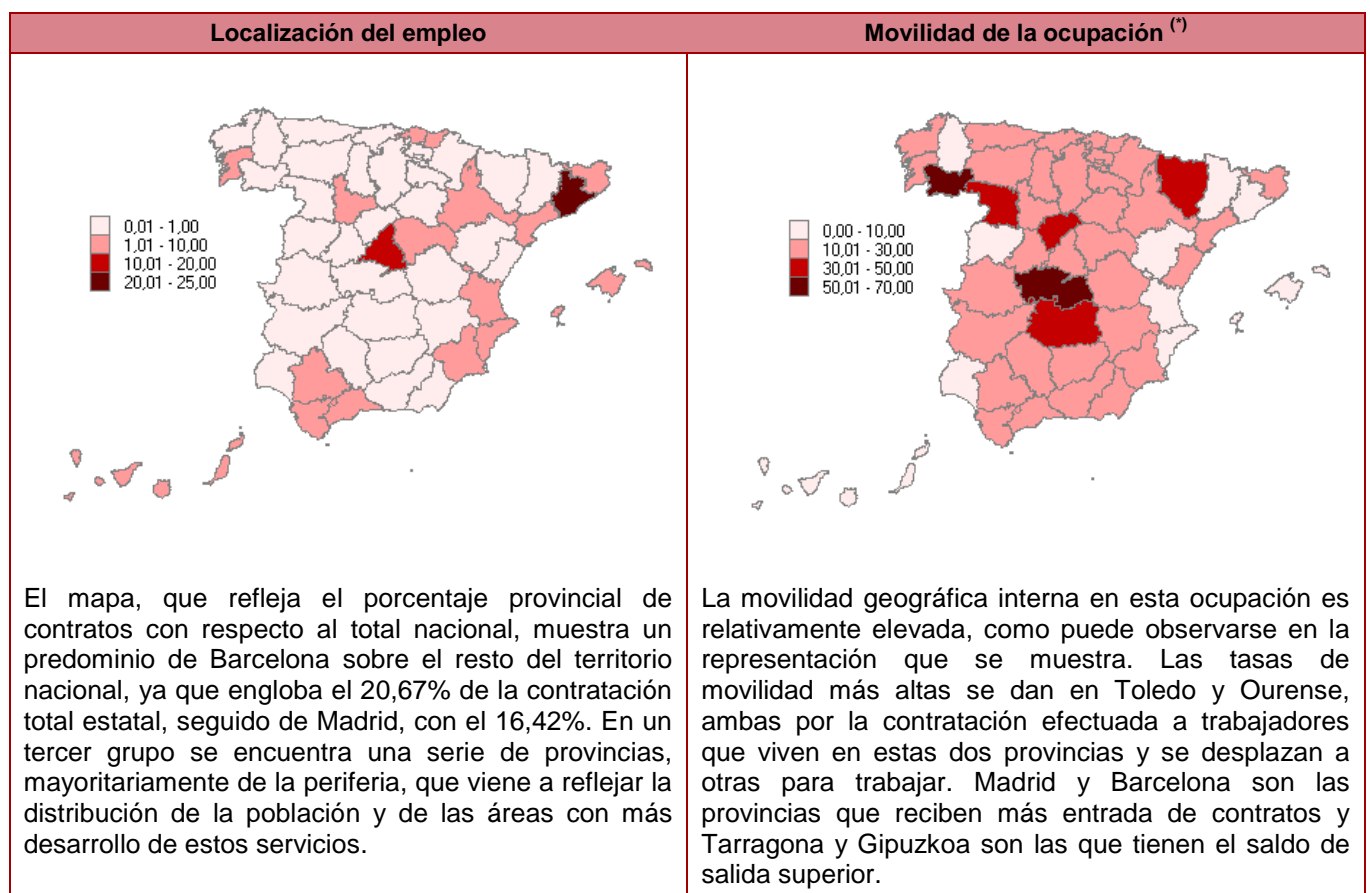 Localización del empleo
Movilidad de la ocupación (*)
0,01 - 1,00
1,01 - 10,00
10,01 - 20,00
20,01 - 25,00
El mapa, que refleja el porcentaje provincial de
contratos con respecto al total nacional, muestra un
predominio de Barcelona sobre el resto del territorio
nacional, ya que engloba el 20,67% de la contratación
total estatal, seguido de Madrid, con el 16,42%. En un
tercer grupo se encuentra una serie de provincias,
mayoritariamente de la periferia, que viene a reflejar la
distribución de la población y de las áreas con más
desarrollo de estos servicios.
0,00 - 10,00
10,01 - 30,00
30,01 - 50,00
50,01 - 70,00
La movilidad geográfica interna en esta ocupación es
relativamente elevada, como puede observarse en la
representación que se muestra. Las tasas de
movilidad más altas se dan en Toledo y Ourense,
ambas por la contratación efectuada a trabajadores
que viven en estas dos provincias y se desplazan a
otras para trabajar. Madrid y Barcelona son las
provincias que reciben más entrada de contratos y
Tarragona y Gipuzkoa son las que tienen el saldo de
salida superior.